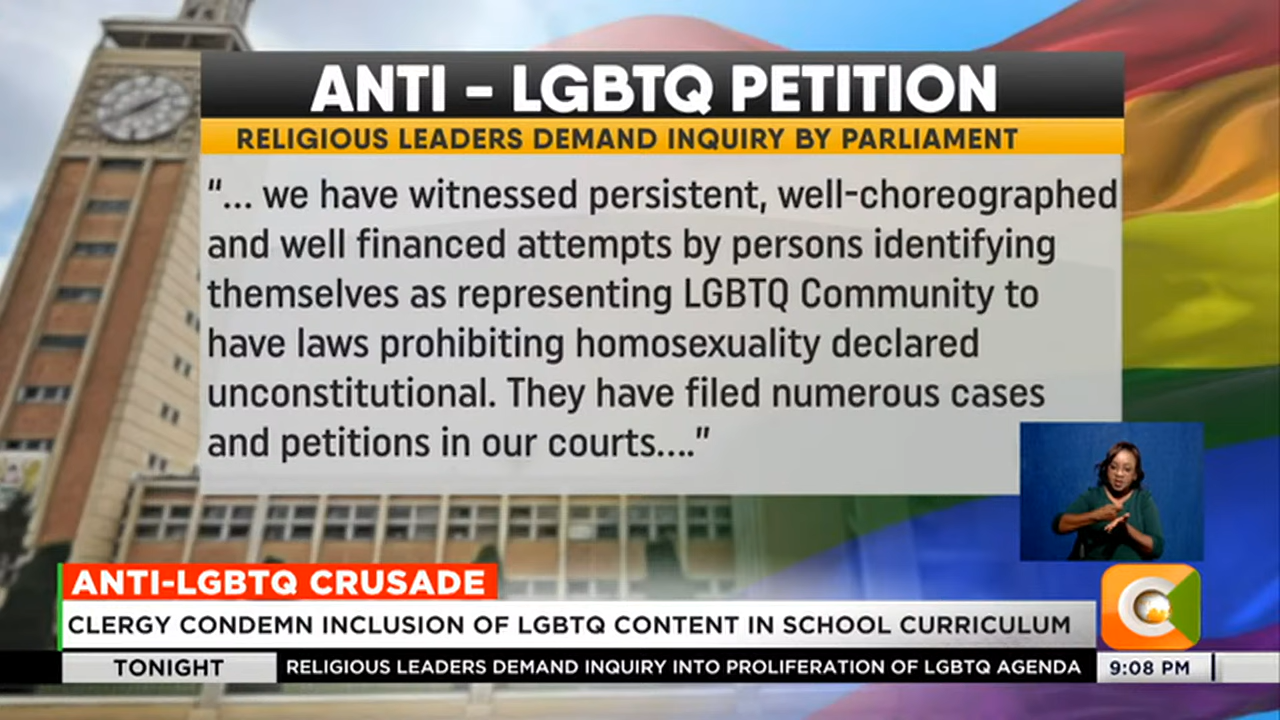 ANTI - LGBTQ PETITION
RELIGIOUS LEADERS DEMAND INQUIRY BY PARLIAMENT
“... we have witnessed persistent, well-choreographed
and well financed attempts by persons identifying
themselves as representing LGBTQ Community to
have laws prohibiting homosexuality declared
unconstitutional. They have filed numerous cases
and petitions in our courts....”
ANTI-LGBTQ CRUSADE
CLERGY CONDEMN INCLUSION OF LGBTQ CONTENT IN SCHOOL CURRICULUM
TONIGHT
RELIGIOUS LEADERS DEMAND INQUIRY INTO PROLIFERATION OF LGBTQ AGENDA
9:08 PM